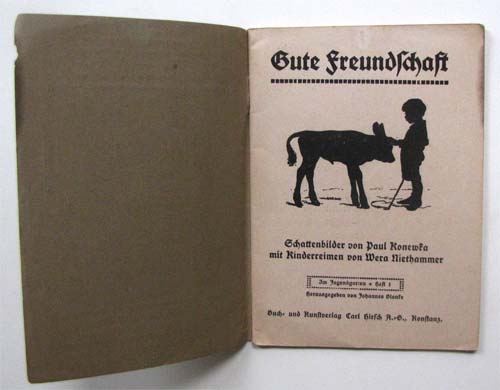 Gute Freundschaft
Schattenbilder von Paul Konewka
mit Kinderreimen von Wera Niethammer
Im Jugendgarten • Heft 1
Herausgegeben von Johannes Blanke
Buch- und Kunstverlag Carl Hirsch A.-G., Konstanz.